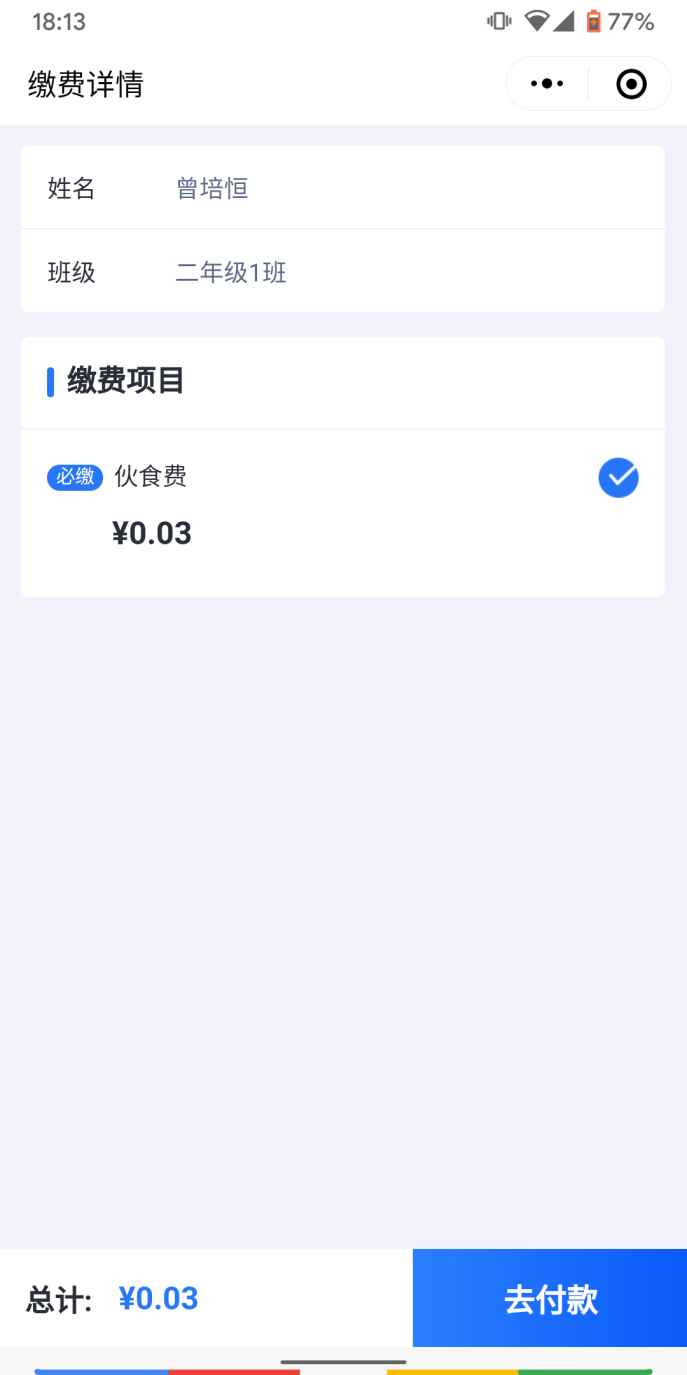 18:13 77%
缴费详情
姓名 曾培恒
班级 二年级1班
缴费项目
必缴 伙食费
¥0.03
总计: ¥0.03 去付款